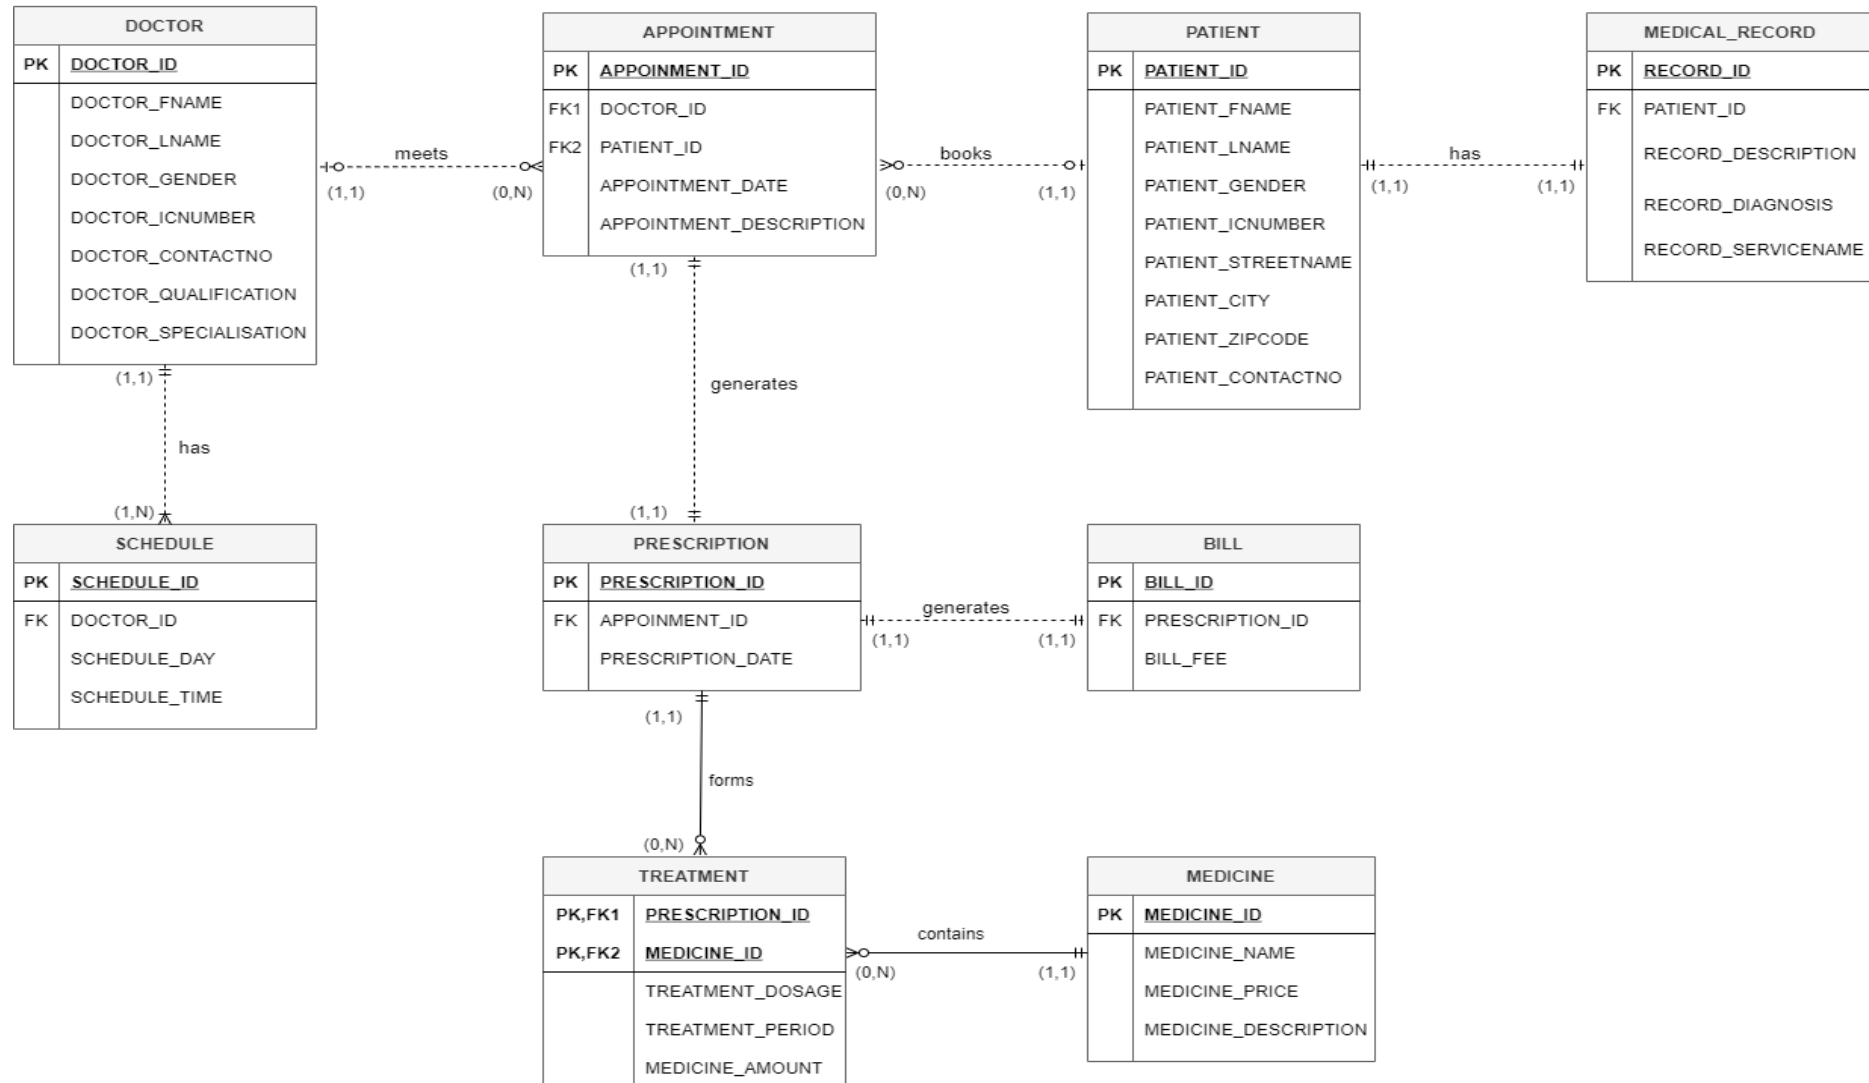 DOCTOR
PK DOCTOR_ID
DOCTOR_FNAME
DOCTOR_LNAME
DOCTOR_GENDER
DOCTOR_ICNUMBER
DOCTOR_CONTACTNO
DOCTOR_QUALIFICATION
DOCTOR_SPECIALISATION
meets
(1,1)
(0,N)
APPOINTMENT
PK APPOINMENT_ID
FK1 DOCTOR_ID
FK2 PATIENT_ID
APPOINTMENT_DATE
APPOINTMENT_DESCRIPTION
books
(0,N)
(1,1)
PATIENT
PK PATIENT_ID
PATIENT_FNAME
PATIENT_LNAME
PATIENT_GENDER
PATIENT_ICNUMBER
PATIENT_STREETNAME
PATIENT_CITY
PATIENT_ZIPCODE
PATIENT_CONTACTNO
has
(1,1)
(1,1)
MEDICAL_RECORD
PK RECORD_ID
FK PATIENT_ID
RECORD_DESCRIPTION
RECORD_DIAGNOSIS
RECORD_SERVICENAME
(1,1)
has
(1,N)
(1,1)
generates
(1,1)
SCHEDULE
PK SCHEDULE_ID
FK DOCTOR_ID
SCHEDULE_DAY
SCHEDULE_TIME
PRESCRIPTION
PK PRESCRIPTION_ID
FK APPOINMENT_ID
PRESCRIPTION_DATE
generates
(1,1)
(1,1)
BILL
PK BILL_ID
FK PRESCRIPTION_ID
BILL_FEE
(1,1)
forms
(0,N)
TREATMENT
PK,FK1 PRESCRIPTION_ID
PK,FK2 MEDICINE_ID
TREATMENT_DOSAGE
TREATMENT_PERIOD
MEDICINE_AMOUNT
contains
(0,N)
(1,1)
MEDICINE
PK MEDICINE_ID
MEDICINE_NAME
MEDICINE_PRICE
MEDICINE_DESCRIPTION